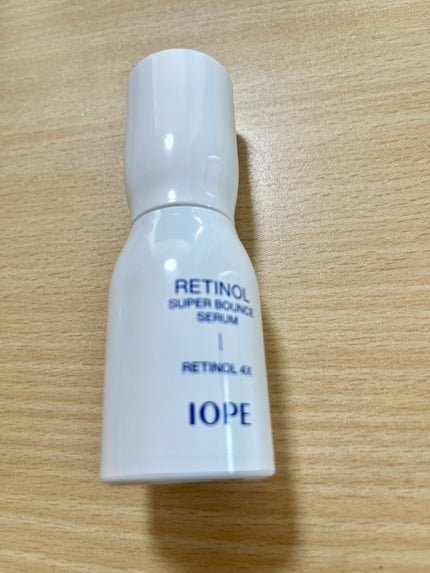 RETINOL
SUPER BOUNCE
SERUM
RETINOL 4X
IOPE